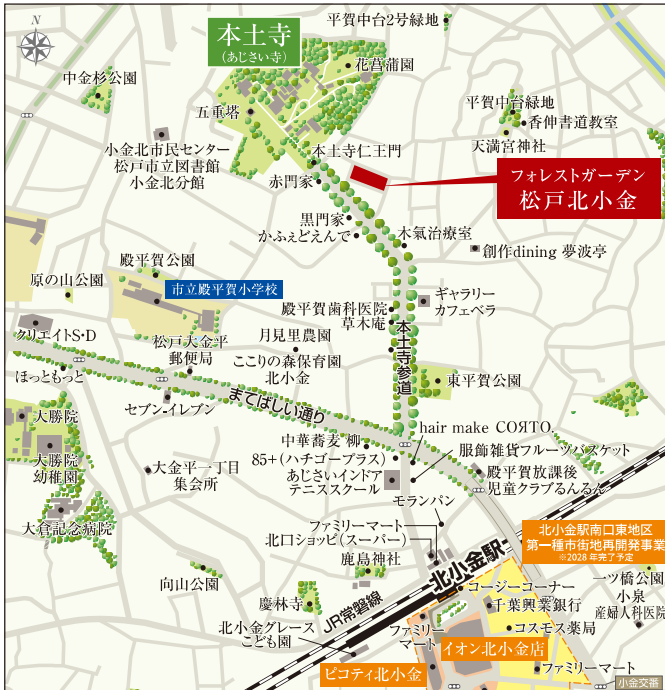 N
本土寺
(あじさい寺)
平賀中台2号緑地
花菖蒲園
中金杉公園
五重塔
平賀中台緑地
香伸書道教室
天満宮神社
小金北市民センター
松戸市立図書館
小金北分館
本土寺仁王門
赤門家
フォレストガーデン
松戸北小金
黒門家
かふぇどえんで
木氣治療室
創作dining 夢波亭
殿平賀公園
原の山公園
市立殿平賀小学校
ギャラリー
カフェベラ
殿平賀歯科医院
草木庵
本土寺参道
クリエイトS・D
松戸大金平
郵便局
月見里農園
こころの森保育園
北小金
ほっともっと
東平賀公園
セブン-イレブン
まてばしい通り
hair make CORTO.
大勝院
中華蕎麦 柳
服飾雑貨フルーツバスケット
85+(ハチゴープラス)
大勝院
幼稚園
大金平一丁目
集会所
あじさいインドア
テニススクール
殿平賀放課後
児童クラブるんるん
モランパン
大倉記念病院
ファミリーマート
北口ショッピ(スーパー)
北小金駅南口東地区
第一種市街地再開発事業
※2028年完了予定
鹿島神社
北小金駅
向山公園
JR常磐線
コージーコーナー
一ツ橋公園
慶林寺
千葉興業銀行
小泉
産婦人科医院
北小金グレース
こども園
ファミリー
マート
コスモス薬局
イオン北小金店
ピコティ北小金
ファミリーマート
小金交番